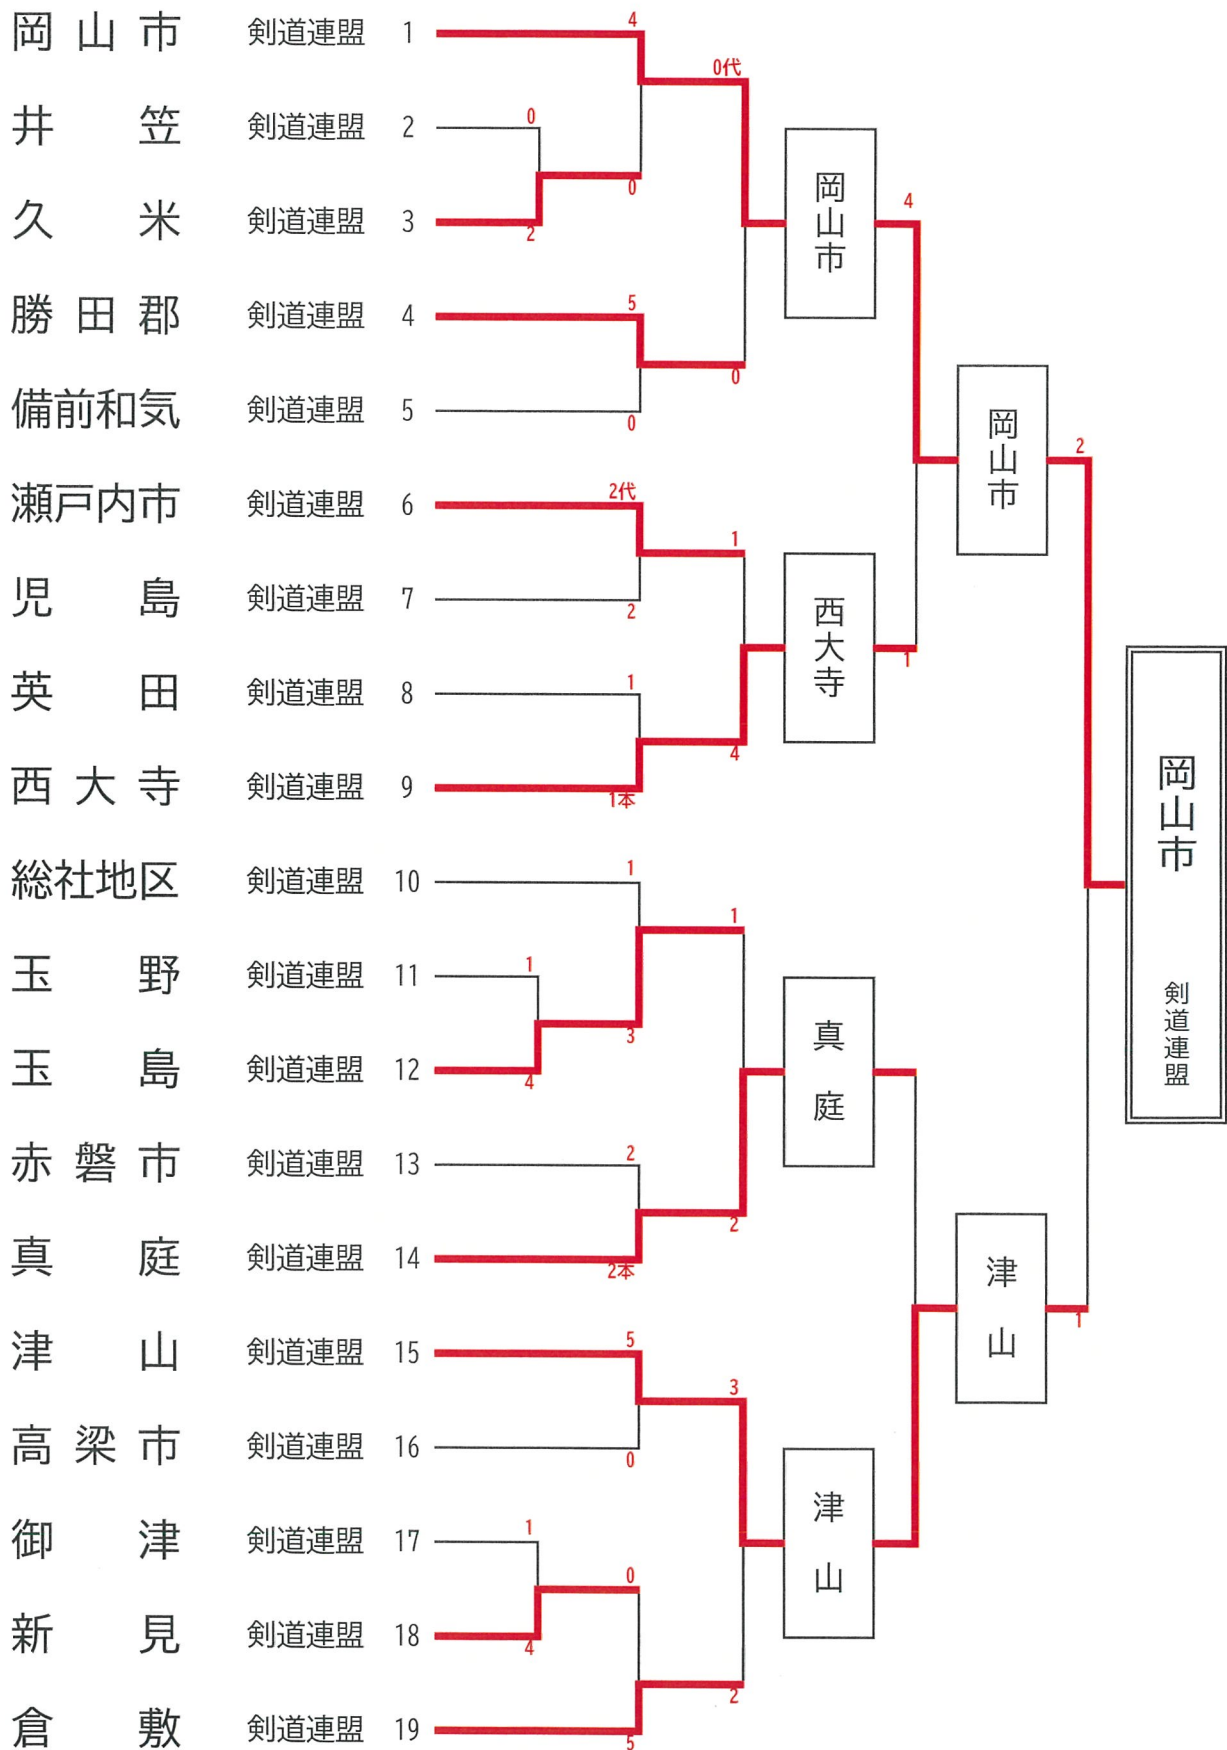 岡山市 剣道連盟 1
井笠 剣道連盟 2
久米 剣道連盟 3
勝田郡 剣道連盟 4
備前和気 剣道連盟 5
瀬戸内市 剣道連盟 6
児島 剣道連盟 7
英田 剣道連盟 8
西大寺 剣道連盟 9
総社地区 剣道連盟 10
玉野 剣道連盟 11
玉島 剣道連盟 12
赤磐市 剣道連盟 13
真庭 剣道連盟 14
津山 剣道連盟 15
高梁市 剣道連盟 16
御津 剣道連盟 17
新見 剣道連盟 18
倉敷 剣道連盟 19
0
2
1
4
1
4
4
0
5
0
2代
2
1
1本
1
3
2
2本
5
0
0
5
0代
0
1
4
1
2
3
2
岡山市
西大寺
真庭
津山
4
1
岡山市
津山
2
1
岡山市 剣道連盟